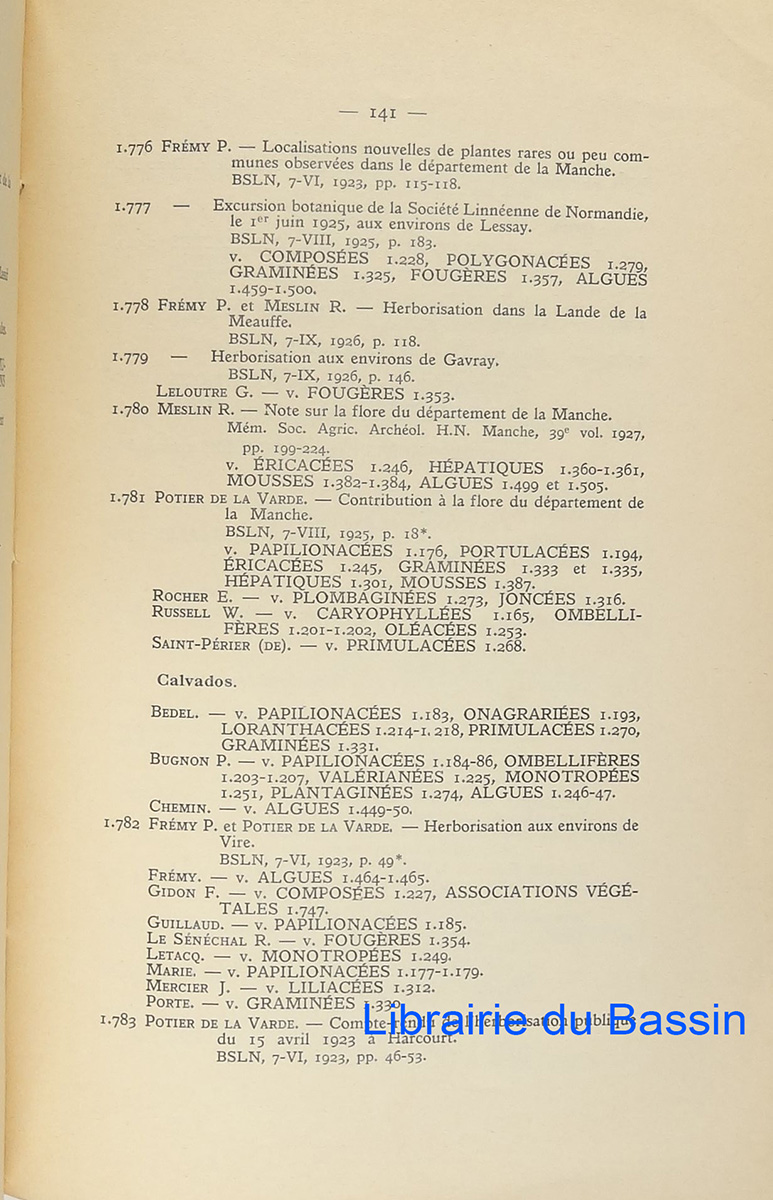 — 141 —
1.776 FRÉMY P. — Localisations nouvelles de plantes rares ou peu com-
munes observées dans le département de la Manche.
BSLN, 7-VI, 1923, pp. 115-118.
1.777 — Excursion botanique de la Société Linnéenne de Normandie,
le 1er juin 1925, aux environs de Lessay.
BSLN, 7-VIII, 1925, p. 183.
v. COMPOSÉES 1.228, POLYGONACÉES 1.279,
GRAMINÉES 1.325, FOUGÈRES 1.357, ALGUES
1.459-1.500.
1.778 FRÉMY P. et MESLIN R. — Herborisation dans la Lande de la
Meauffe.
BSLN, 7-IX, 1926, p. 118.
1.779 — Herborisation aux environs de Gavray.
BSLN, 7-IX, 1926, p. 146.
LELOUTRE G. — v. FOUGÈRES 1.353.
1.780 MESLIN R. — Note sur la flore du département de la Manche.
Mém. Soc. Agric. Archéol. H.N. Manche, 39e vol. 1927,
pp. 199-224.
v. ÉRICACÉES 1.246, HÉPATIQUES 1.360-1.361,
MOUSSES 1.382-1.384, ALGUES 1.499 et 1.505.
1.781 POTIER DE LA VARDE. — Contribution à la flore du département de
la Manche.
BSLN, 7-VIII, 1925, p. 18*.
v. PAPILIONACÉES 1.176, PORTULACÉES 1.194,
ÉRICACÉES 1.245, GRAMINÉES 1.333 et 1.335,
HÉPATIQUES 1.301, MOUSSES 1.387.
ROCHER E. — v. PLOMBAGINÉES 1.273, JONCÉES 1.316.
RUSSELL W. — v. CARYOPHYLLÉES 1.165, OMBELLI-
FÈRES 1.201-1.202, OLÉACÉES 1.253.
SAINT-PÉRIER (DE). — v. PRIMULACÉES 1.268.
Calvados.
BEDEL. — v. PAPILIONACÉES 1.183, ONAGRARIÉES 1.193,
LORANTHACÉES 1.214-1.218, PRIMULACÉES 1.270,
GRAMINÉES 1.331.
BUGNON P. — v. PAPILIONACÉES 1.184-86, OMBELLIFÈRES
1.203-1.207, VALÉRIANÉES 1.225, MONOTROPÉES
1.251, PLANTAGINÉES 1.274, ALGUES 1.246-47.
CHEMIN. — v. ALGUES 1.449-50.
1.782 FRÉMY P. et POTIER DE LA VARDE. — Herborisation aux environs de
Vire.
BSLN, 7-VI, 1923, p. 49*.
FRÉMY. — v. ALGUES 1.464-1.465.
GIDON F. — v. COMPOSÉES 1.227, ASSOCIATIONS VÉGÉ-
TALES 1.747.
GUILLAUD. — v. PAPILIONACÉES 1.185.
LE SÉNÉCHAL R. — v. FOUGÈRES 1.354.
LETACQ. — v. MONOTROPÉES 1.249.
MARIE. — v. PAPILIONACÉES 1.177-1.179.
MERCIER J. — v. LILIACÉES 1.312.
PORTE. — v. GRAMINÉES 1.330.
1.783 POTIER DE LA VARDE. — Compte-rendu de l'herborisation publique
du 15 avril 1923 à Harcourt.
BSLN, 7-VI, 1923, pp. 46-53.
Librairie du Bassin